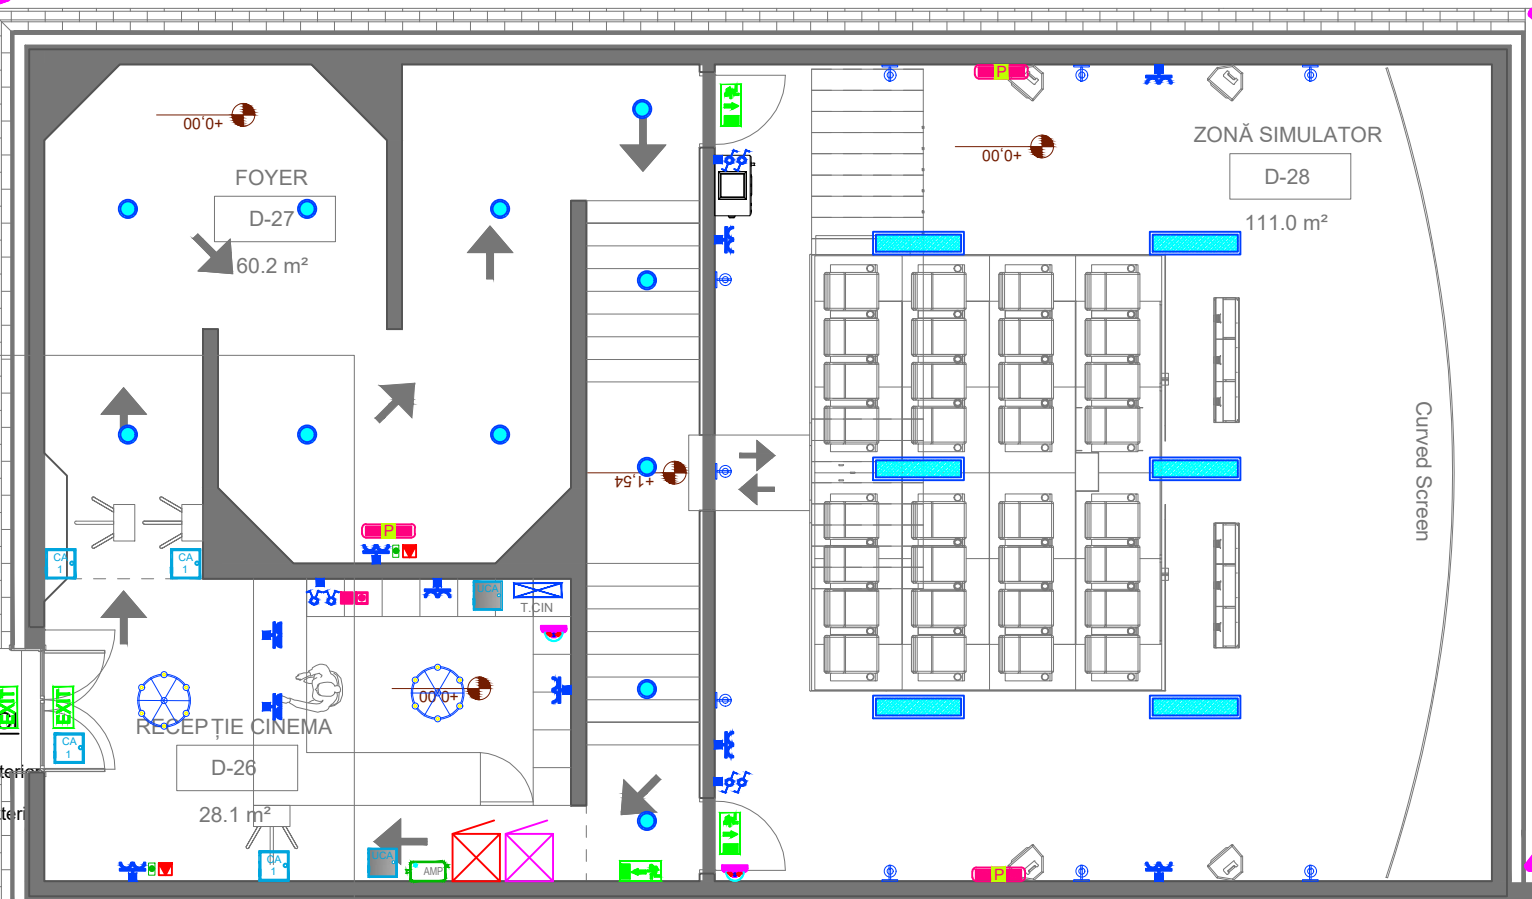 P
+0,00
ZONĂ SIMULATOR
D-28
111.0 m²
+0,00
FOYER
D-27
60.2 m²
Curved Screen
+1,54
P
CA
1
CA
1
UCA
T.CIN
+0,00
EXIT
EXIT
RECEPȚIE CINEMA
CA
1
D-26
28.1 m²
UCA
AMP
CA
1
P